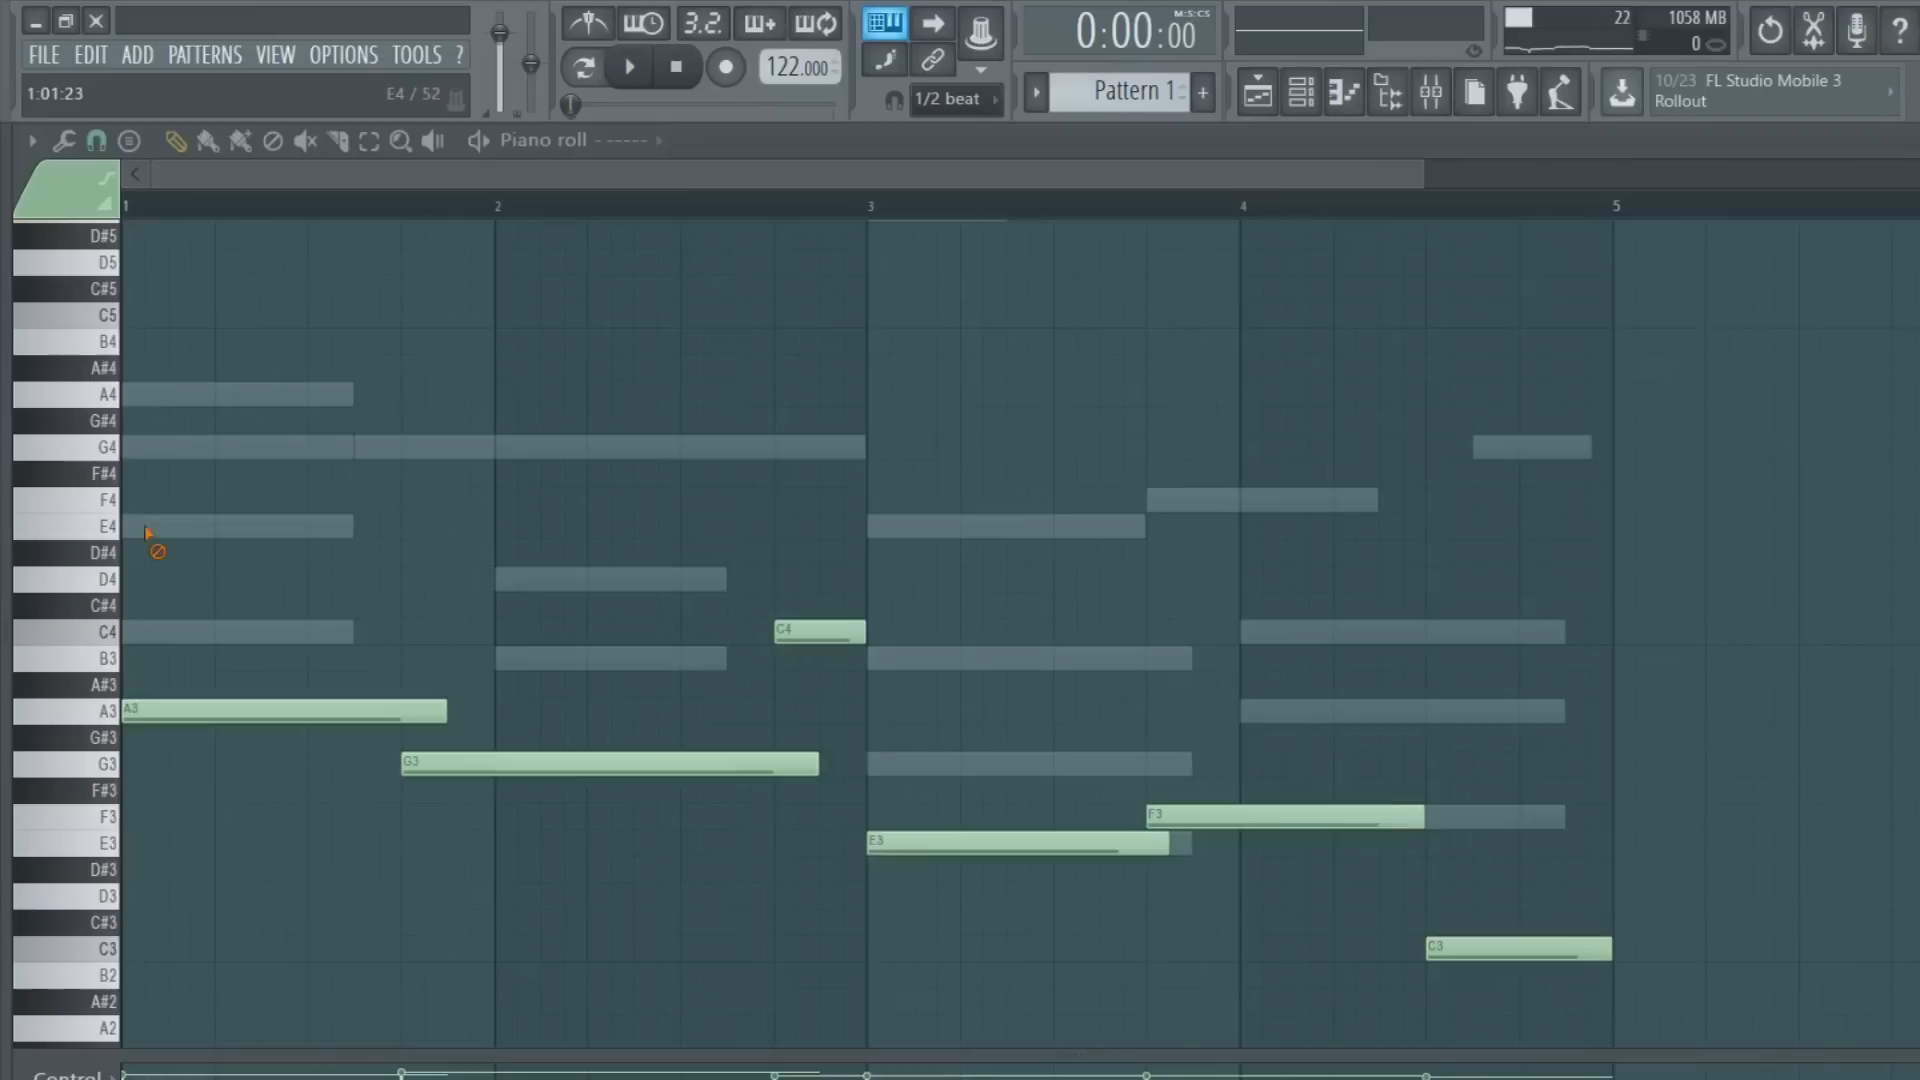 M:S:CS
22
1058 MB
3.2.
0:00:00
0
?
FILE EDIT ADD PATTERNS VIEW OPTIONS TOOLS ?
122.000
1:01:23
E4 / 52
1/2 beat
Pattern 1
+
10/23 FL Studio Mobile 3
Rollout
Piano roll
1
2
3
4
5
D#5
D5
C#5
C5
B4
A#4
A4
G#4
G4
F#4
F4
E4
D#4
D4
C#4
C4
C4
B3
A#3
A3
A3
G#3
G3
G3
F#3
F3
F3
E3
E3
D#3
D3
C#3
C3
C3
B2
A#2
A2
Control